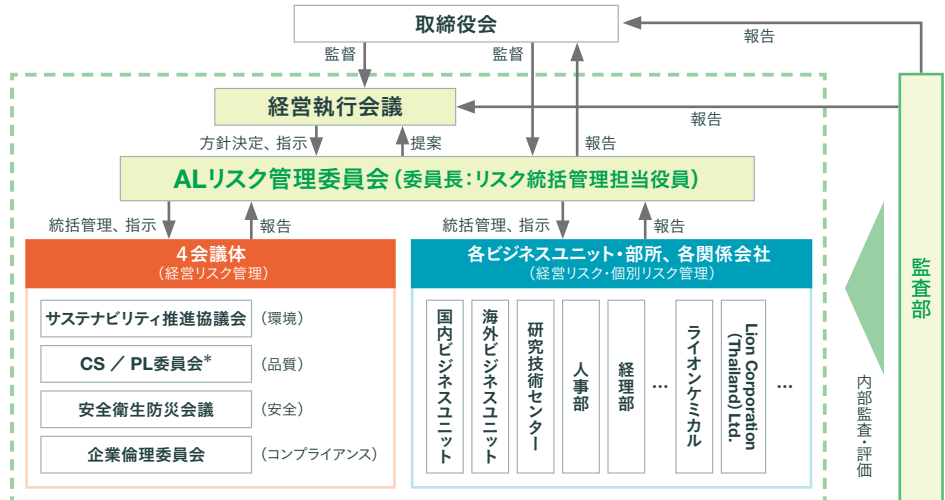 取締役会
監督
監督
報告
経営執行会議
報告
方針決定、指示
提案
報告
ALリスク管理委員会(委員長:リスク統括管理担当役員)
統括管理、指示
報告
統括管理、指示
報告
4会議体
(経営リスク管理)
サステナビリティ推進協議会
(環境)
CS / PL委員会*
(品質)
安全衛生防災会議
(安全)
企業倫理委員会
(コンプライアンス)
各ビジネスユニット・部所、各関係会社
(経営リスク・個別リスク管理)
国内ビジネスユニット
海外ビジネスユニット
研究技術センター
人事部
経理部
…
ライオンケミカル
Lion Corporation
(Thailand) Ltd.
…
監査部
内部監査・評価